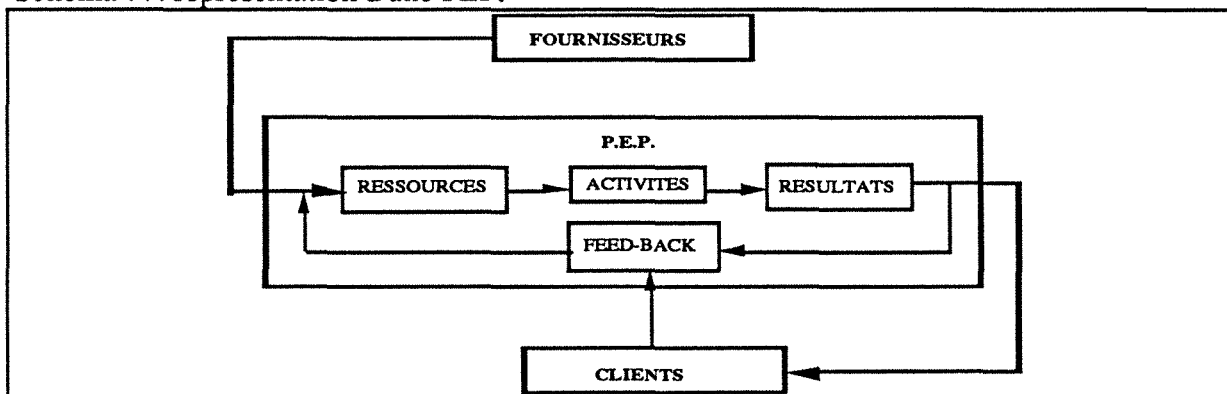 FOURNISSEURS
P.E.P.
RESSOURCES
ACTIVITES
RESULTATS
FEED-BACK
CLIENTS